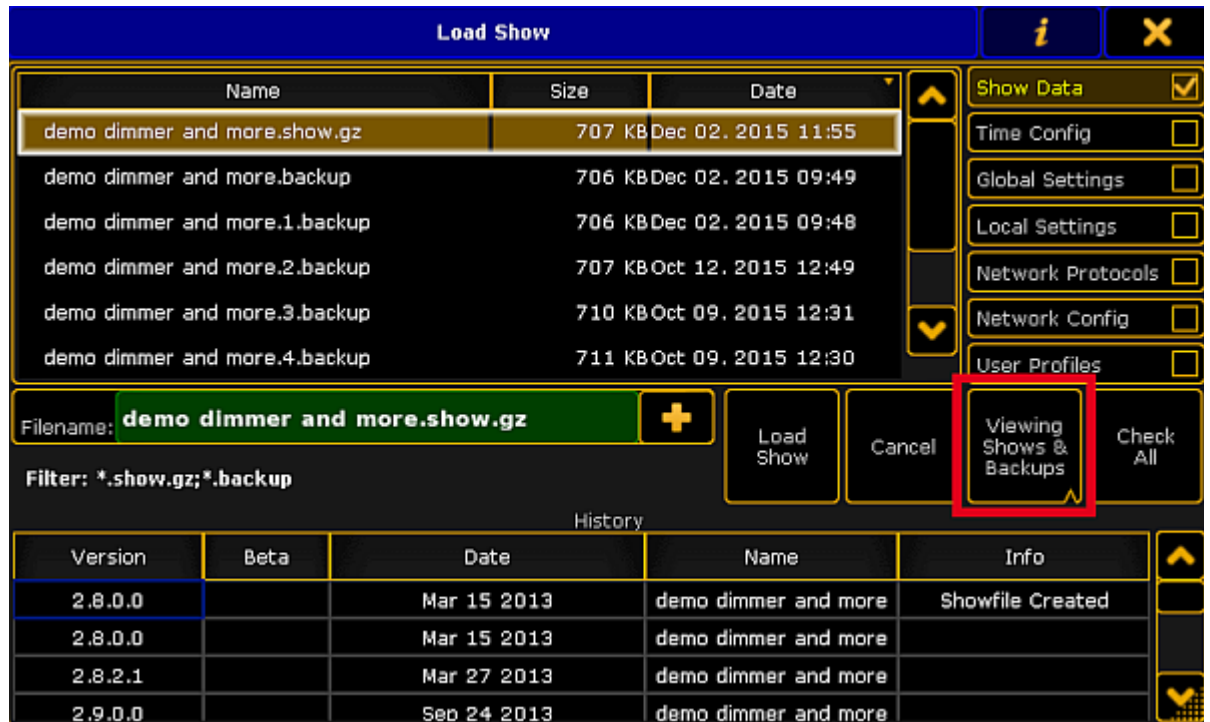 Load Show
i
Name Size Date
demo dimmer and more.show.gz 707 KB Dec 02. 2015 11:55
demo dimmer and more.backup 706 KB Dec 02. 2015 09:49
demo dimmer and more.1.backup 706 KB Dec 02. 2015 09:48
demo dimmer and more.2.backup 707 KB Oct 12. 2015 12:49
demo dimmer and more.3.backup 710 KB Oct 09. 2015 12:31
demo dimmer and more.4.backup 711 KB Oct 09. 2015 12:30
Show Data
Time Config
Global Settings
Local Settings
Network Protocols
Network Config
User Profiles
Filename: demo dimmer and more.show.gz
Filter: *.show.gz;*.backup
Load
Show
Cancel
Viewing
Shows &
Backups
Check
All
History
Version Beta Date Name Info
2.8.0.0 Mar 15 2013 demo dimmer and more Showfile Created
2.8.0.0 Mar 15 2013 demo dimmer and more
2.8.2.1 Mar 27 2013 demo dimmer and more
2.9.0.0 Sep 24 2013 demo dimmer and more